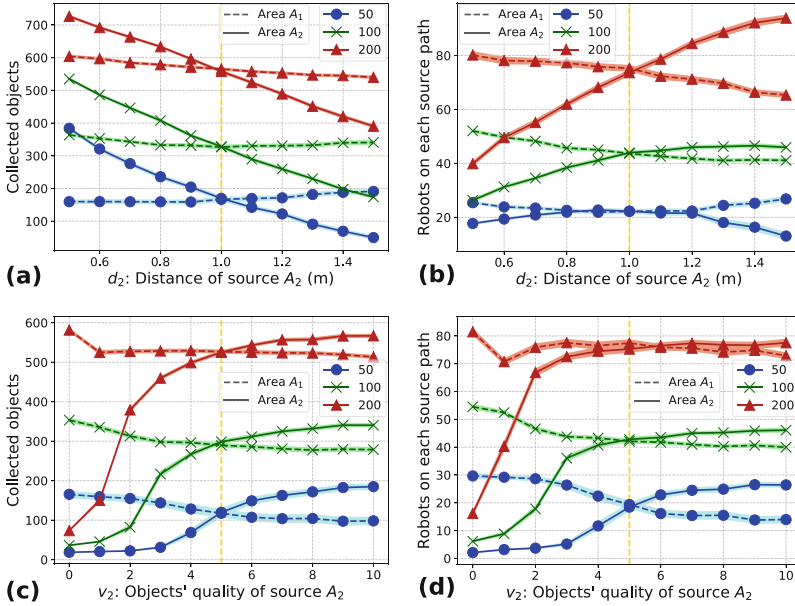 Collected objects
700
600
500
400
300
200
100
0.6 0.8 1.0 1.2 1.4
d₂: Distance of source A₂ (m)
(a)
Area A₁
Area A₂
50
100
200
Robots on each source path
80
60
40
20
0.6 0.8 1.0 1.2 1.4
d₂: Distance of source A₂ (m)
(b)
Area A₁
Area A₂
50
100
200
Collected objects
600
500
400
300
200
100
0
0 2 4 6 8 10
v₂: Objects' quality of source A₂
(c)
Area A₁
Area A₂
50
100
200
Robots on each source path
80
70
60
50
40
30
20
10
0
0 2 4 6 8 10
v₂: Objects' quality of source A₂
(d)
Area A₁
Area A₂
50
100
200